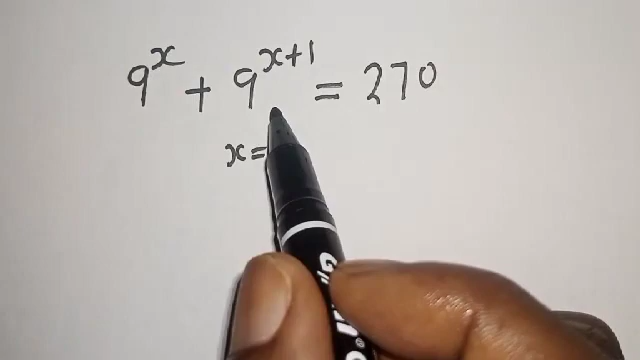 9^x + 9^{x+1} = 270
x=